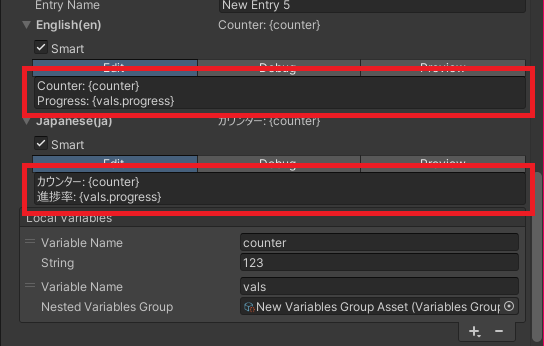 Entry Name New Entry 5
English(en) Counter: {counter}
Smart
Edit Debug Preview
Counter: {counter}
Progress: {vals.progress}
Japanese(ja) カウンター: {counter}
Smart
Edit Debug Preview
カウンター: {counter}
進捗率: {vals.progress}
Local Variables
Variable Name counter
String 123
Variable Name vals
Nested Variables Group New Variables Group Asset (Variables Group